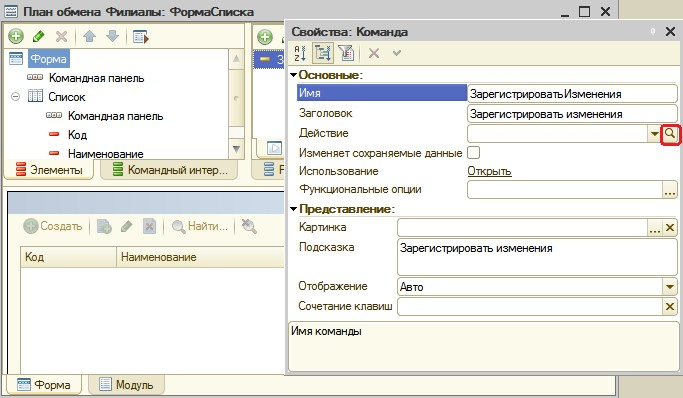 План обмена Филиалы: ФормаСписка
Форма
Командная панель
Список
Код
Наименование
Элементы
Командный интер...
Создать
Найти...
Код
Наименование
Форма
Модуль
Свойства: Команда
Основные:
Имя
ЗарегистрироватьИзменения
Заголовок
Зарегистрировать изменения
Действие
Изменяет сохраняемые данные
Использование
Открыть
Функциональные опции
...
Представление:
Картинка
...
Подсказка
Зарегистрировать изменения
Отображение
Авто
Сочетание клавиш
Имя команды